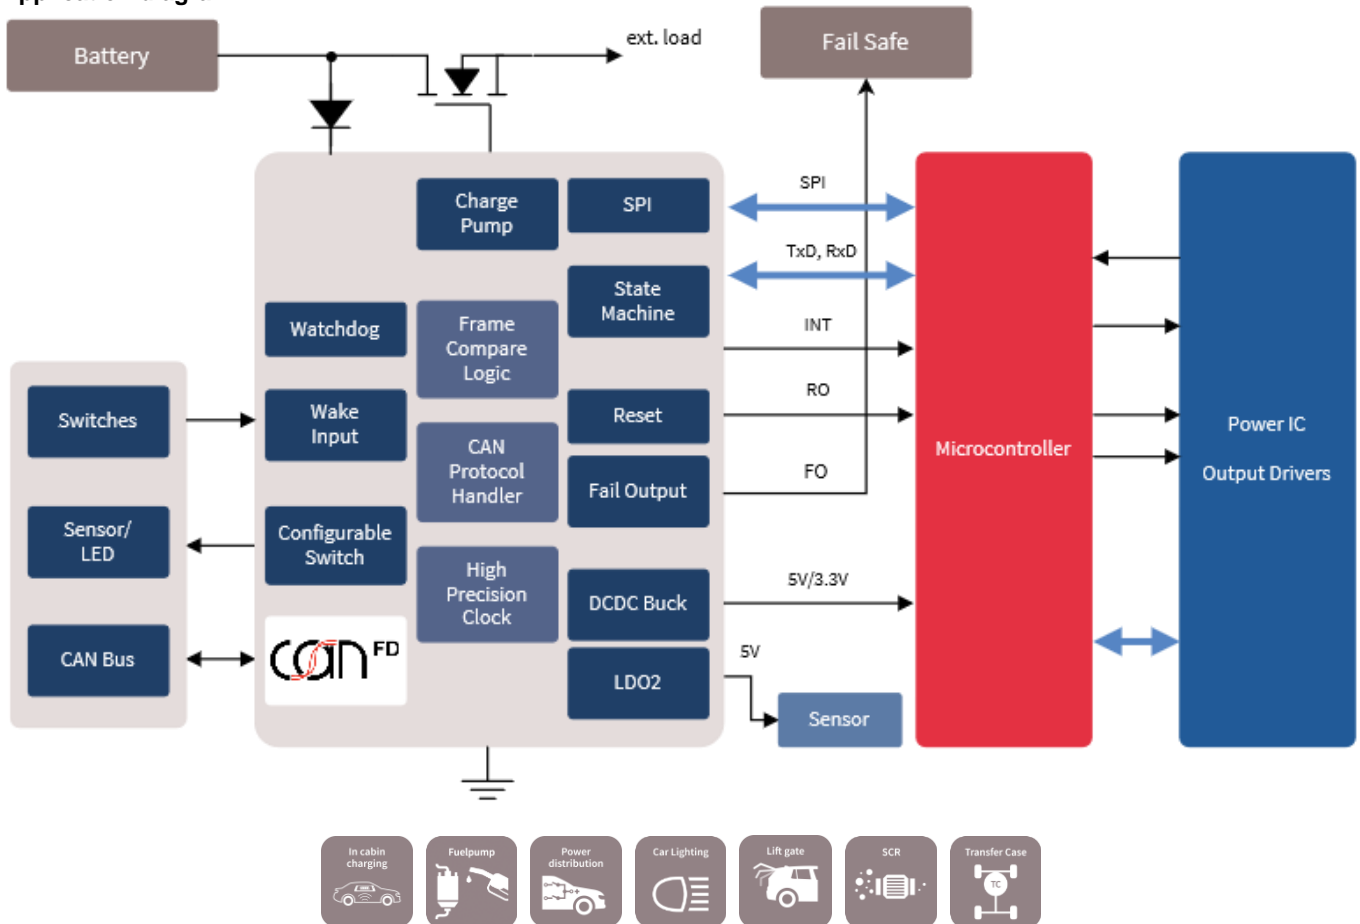 Battery
ext. load
Fail Safe
Charge
Pump
SPI
SPI
TxD, RxD
State
Machine
Watchdog
Frame
Compare
Logic
INT
Switches
Wake
Input
Reset
RO
CAN
Protocol
Handler
Fail Output
FO
Microcontroller
Power IC
Output Drivers
Sensor/
LED
Configurable
Switch
High
Precision
Clock
DCDC Buck
5V/3.3V
CAN Bus
CAN FD
LDO2
5V
Sensor
In cabin
charging
Fuelpump
Power
distribution
Car Lighting
Lift gate
SCR
Transfer Case
TC